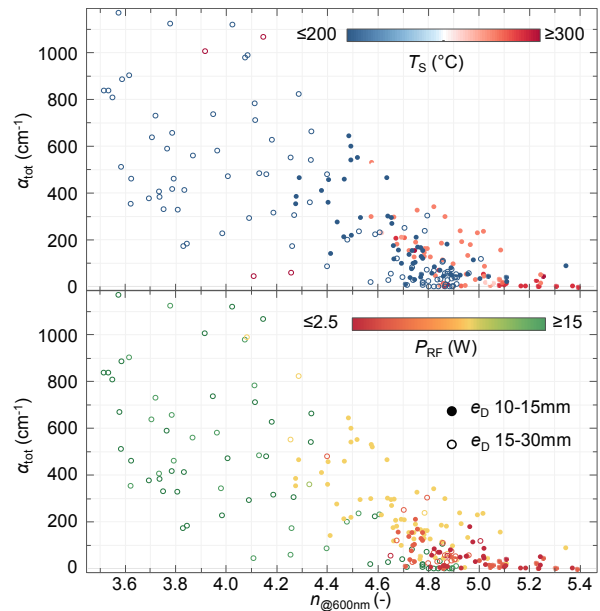 ≤200 ≥300
T_S (°C)
1000
800
600
400
200
0
α_tot (cm⁻¹)
≤2.5 ≥15
P_RF (W)
e_D 10-15mm
e_D 15-30mm
1000
800
600
400
200
0
α_tot (cm⁻¹)
3.6 3.8 4.0 4.2 4.4 4.6 4.8 5.0 5.2 5.4
n_@600nm (-)